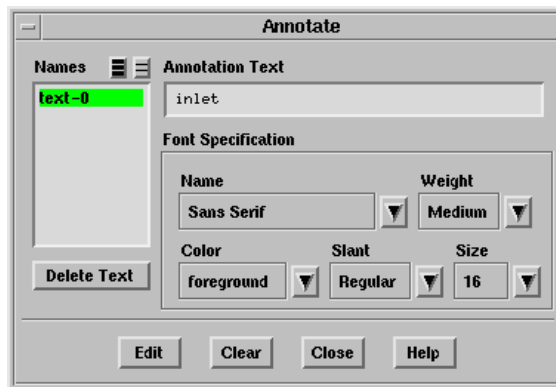 Annotate
Names
text-0
Delete Text
Annotation Text
inlet
Font Specification
Name
Weight
Sans Serif
Medium
Color
Slant
Size
foreground
Regular
16
Edit
Clear
Close
Help